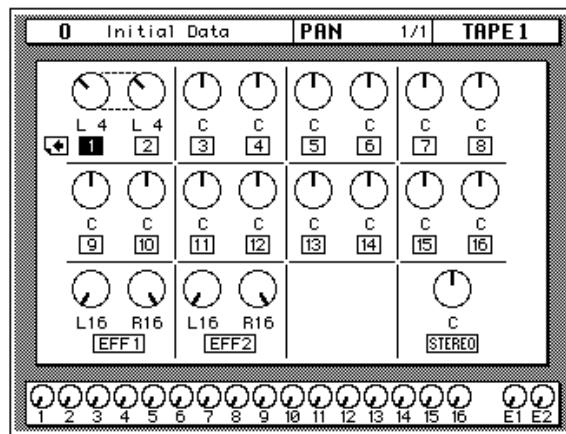 0 Initial Data PAN 1/1 TAPE1
L 4 L 4 C C C C C C
1 2 3 4 5 6 7 8
C C C C C C C C
9 10 11 12 13 14 15 16
L16 R16 L16 R16 C
EFF1 EFF2 STEREO
1 2 3 4 5 6 7 8 9 10 11 12 13 14 15 16 E1 E2